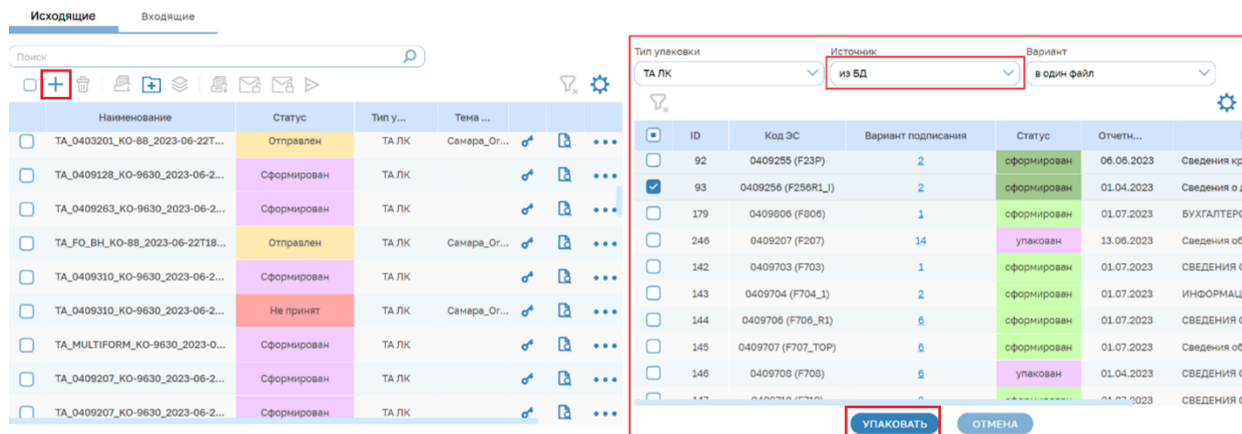 Исходящие Входящие
Поиск
Наименование Статус Тип у... Тема ...
TA_0403201_KO-88_2023-06-22T... Отправлен ТА ЛК Самара_Ог...
TA_0409128_KO-9630_2023-06-2... Сформирован ТА ЛК
TA_0409263_KO-9630_2023-06-2... Сформирован ТА ЛК
TA_FO_BH_KO-88_2023-06-22T18... Отправлен ТА ЛК Самара_Ог...
TA_0409310_KO-9630_2023-06-2... Сформирован ТА ЛК
TA_0409310_KO-9630_2023-06-2... Не принят ТА ЛК Самара_Ог...
TA_MULTIFORM_KO-9630_2023-0... Сформирован ТА ЛК
TA_0409207_KO-9630_2023-06-2... Сформирован ТА ЛК
TA_0409207_KO-9630_2023-06-2... Сформирован ТА ЛК
Тип упаковки Источник Вариант
ТА ЛК из БД в один файл
ID Код ЭС Вариант подписания Статус Отчетн...
92 0409255 (F23P) 2 сформирован 06.06.2023 Сведения кр
93 0409256 (F256R1_I) 2 сформирован 01.04.2023 Сведения о д
179 0409806 (F806) 1 сформирован 01.07.2023 БУХГАЛТЕРС
246 0409207 (F207) 14 упакован 13.06.2023 Сведения об
142 0409703 (F703) 1 сформирован 01.07.2023 СВЕДЕНИЯ О
143 0409704 (F704_1) 2 сформирован 01.07.2023 ИНФОРМАЦ
144 0409706 (F706_R1) 6 сформирован 01.07.2023 СВЕДЕНИЯ О
145 0409707 (F707_TOP) 6 сформирован 01.07.2023 Сведения об
146 0409708 (F708) 6 упакован 01.04.2023 СВЕДЕНИЯ О
СВЕДЕНИЯ О
УПАКОВАТЬ ОТМЕНА